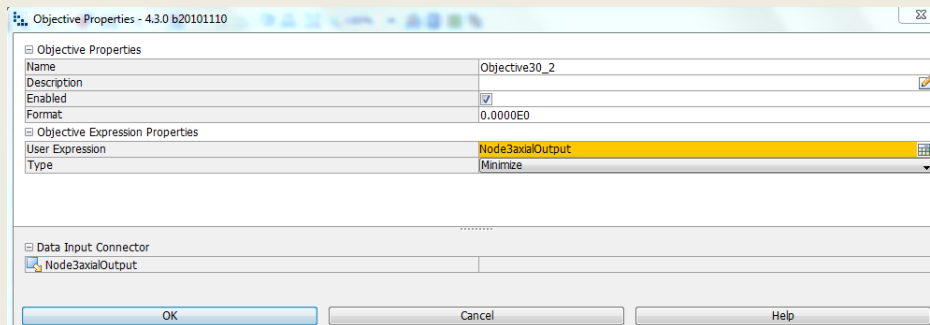 Objective Properties - 4.3.0 b20101110
Objective Properties
Name Objective30_2
Description
Enabled
Format 0.0000E0
Objective Expression Properties
User Expression Node3axialOutput
Type Minimize
Data Input Connector
Node3axialOutput
OK Cancel Help